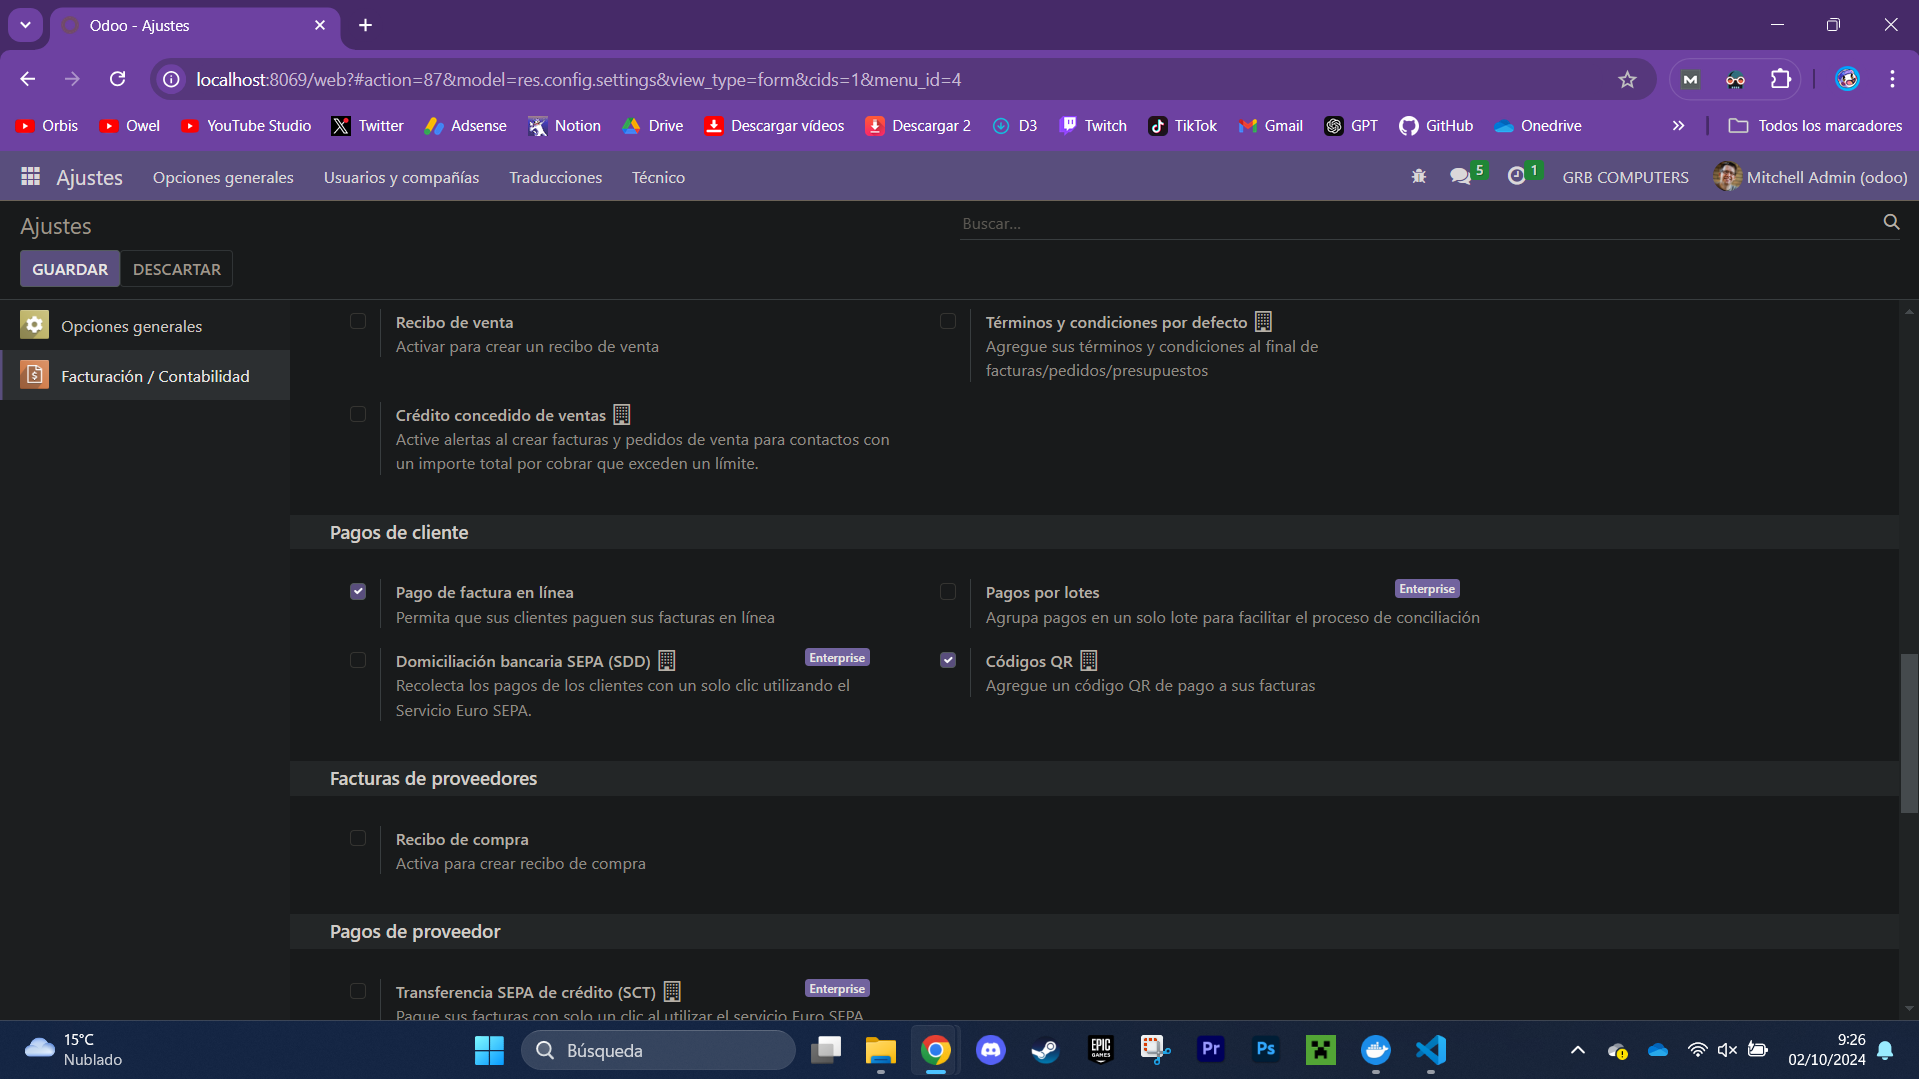 Odoo - Ajustes
localhost:8069/web?#action=87&model=res.config.settings&view_type=form&cids=1&menu_id=4
Orbis Owel YouTube Studio Twitter Adsense Notion Drive Descargar vídeos Descargar 2 D3 Twitch TikTok Gmail GPT GitHub Onedrive » Todos los marcadores
Ajustes Opciones generales Usuarios y compañías Traducciones Técnico 5 1 GRB COMPUTERS Mitchell Admin (odoo)
Ajustes
Buscar...
GUARDAR DESCARTAR
Opciones generales
Facturación / Contabilidad
Recibo de venta
Activar para crear un recibo de venta
Términos y condiciones por defecto
Agregue sus términos y condiciones al final de
facturas/pedidos/presupuestos
Crédito concedido de ventas
Active alertas al crear facturas y pedidos de venta para contactos con
un importe total por cobrar que exceden un límite.
Pagos de cliente
Pago de factura en línea
Permita que sus clientes paguen sus facturas en línea
Pagos por lotes Enterprise
Agrupa pagos en un solo lote para facilitar el proceso de conciliación
Domiciliación bancaria SEPA (SDD) Enterprise
Recolecta los pagos de los clientes con un solo clic utilizando el
Servicio Euro SEPA.
Códigos QR
Agregue un código QR de pago a sus facturas
Facturas de proveedores
Recibo de compra
Activa para crear recibo de compra
Pagos de proveedor
Transferencia SEPA de crédito (SCT) Enterprise
Pague sus facturas con solo un clic al utilizar el servicio Euro SEPA
15°C
Nublado
Búsqueda
EPIC GAMES
Pr
Ps
9:26
02/10/2024